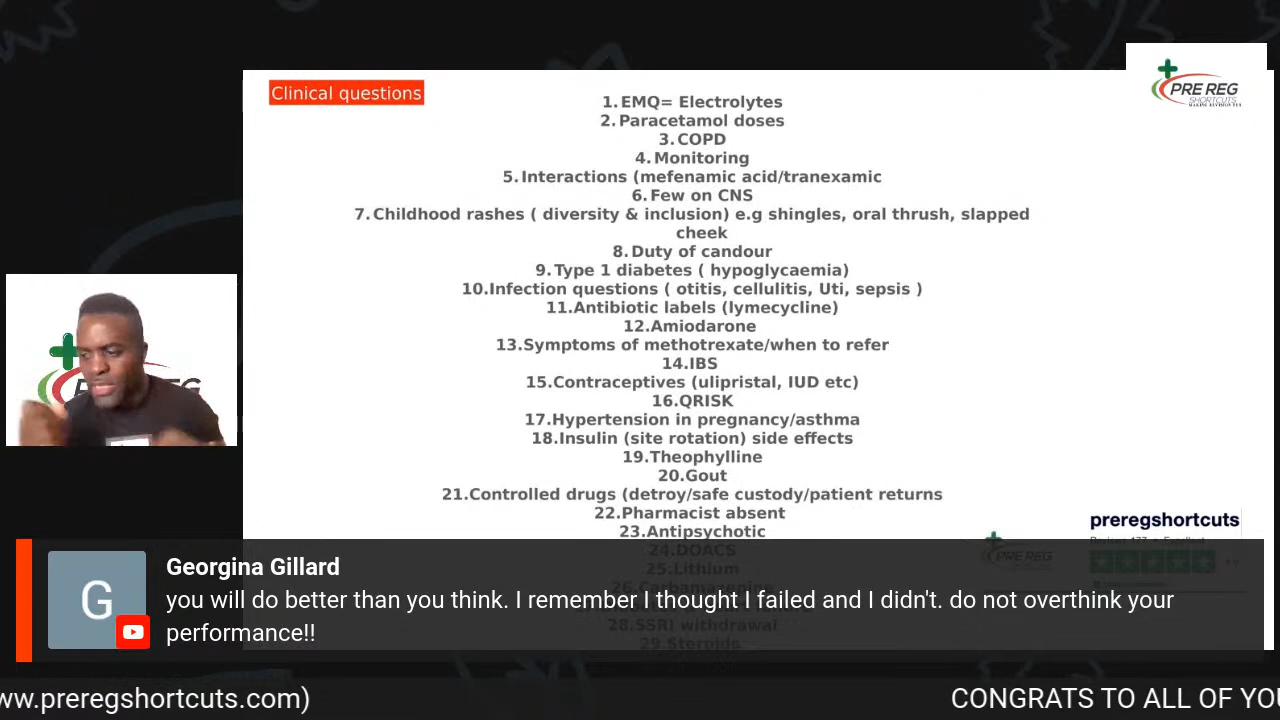 Clinical questions
1. EMQ= Electrolytes
2. Paracetamol doses
3. COPD
4. Monitoring
5. Interactions (mefenamic acid/tranexamic
6. Few on CNS
7. Childhood rashes ( diversity & inclusion) e.g shingles, oral thrush, slapped
cheek
8. Duty of candour
9. Type 1 diabetes ( hypoglycaemia)
10.Infection questions ( otitis, cellulitis, Uti, sepsis )
11.Antibiotic labels (lymecycline)
12.Amiodarone
13.Symptoms of methotrexate/when to refer
14.IBS
15.Contraceptives (ulipristal, IUD etc)
16.QRISK
17.Hypertension in pregnancy/asthma
18.Insulin (site rotation) side effects
19.Theophylline
20.Gout
21.Controlled drugs (detroy/safe custody/patient returns
22.Pharmacist absent
23.Antipsychotic
24.DOACS
25.Lithium
26.Carbamazepine
28.SSRI withdrawal
29.Steroids
PRE REG
SHORTCUTS
preregshortcuts
PRE REG
G
Georgina Gillard
you will do better than you think. I remember I thought I failed and I didn't. do not overthink your
performance!!
ww.preregshortcuts.com)
CONGRATS TO ALL OF YOU